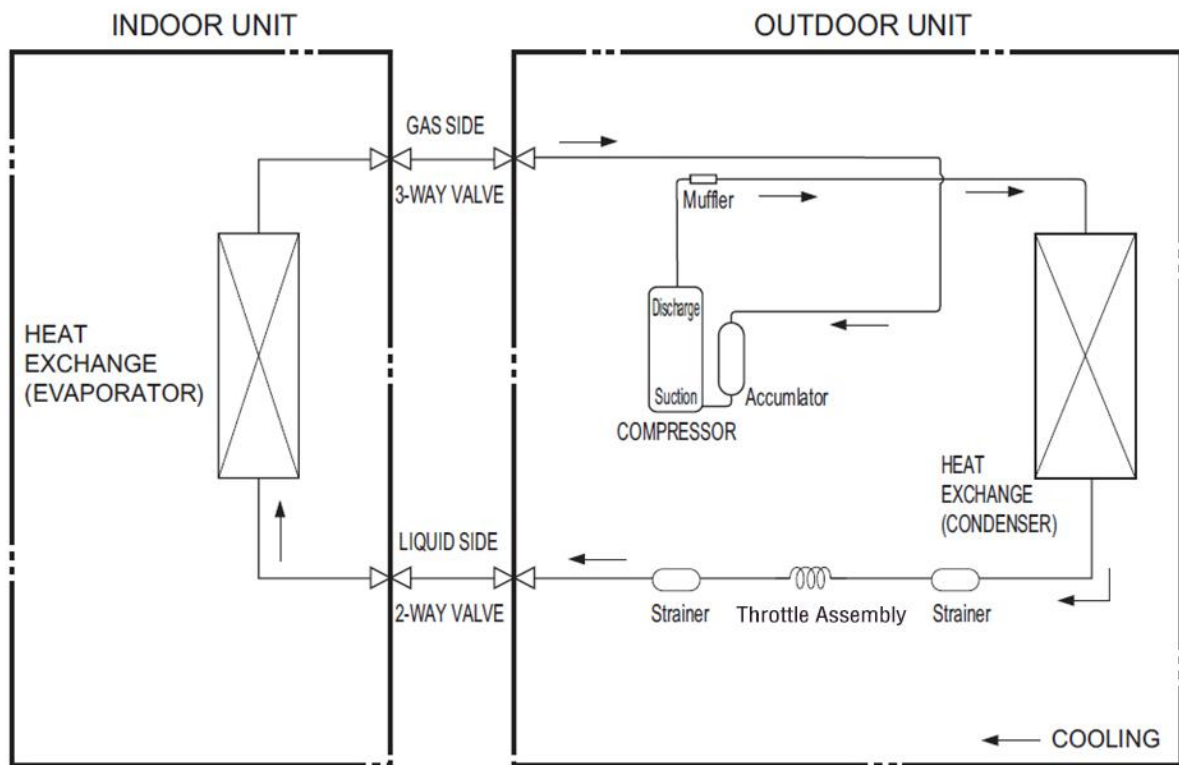 INDOOR UNIT
OUTDOOR UNIT
GAS SIDE
3-WAY VALVE
Muffler
HEAT
EXCHANGE
(EVAPORATOR)
Discharge
Suction
Accumlator
COMPRESSOR
HEAT
EXCHANGE
(CONDENSER)
LIQUID SIDE
2-WAY VALVE
Strainer
Throttle Assembly
Strainer
COOLING